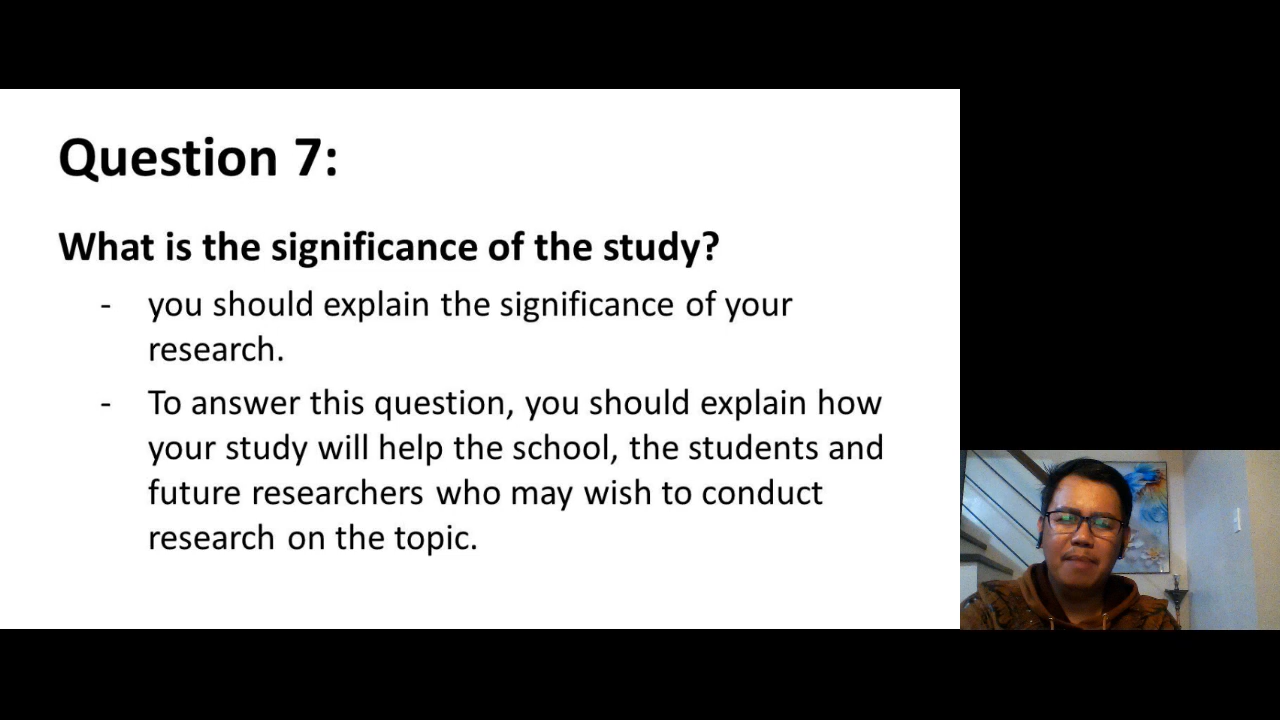 Question 7:
What is the significance of the study?
- you should explain the significance of your
research.
- To answer this question, you should explain how
your study will help the school, the students and
future researchers who may wish to conduct
research on the topic.